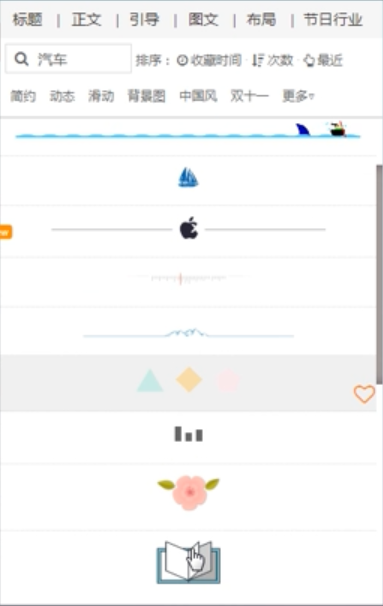 标题 | 正文 | 引导 | 图文 | 布局 | 节日行业
汽车 排序： 收藏时间 · 次数 · 最近
简约 动态 滑动 背景图 中国风 双十一 更多